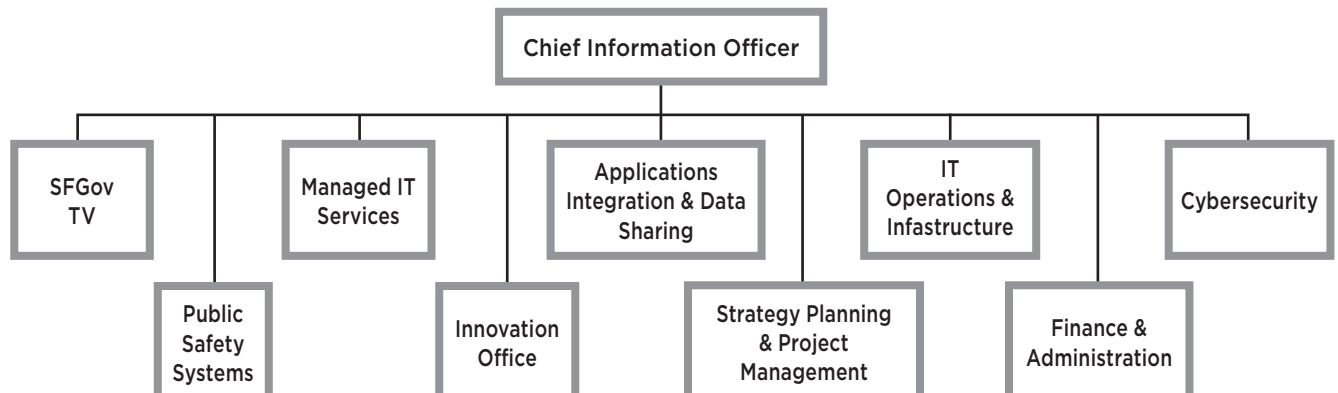 Chief Information Officer
SFGov
TV
Managed IT
Services
Applications
Integration & Data
Sharing
IT
Operations &
Infastructure
Cybersecurity
Public
Safety
Systems
Innovation
Office
Strategy Planning
& Project
Management
Finance &
Administration